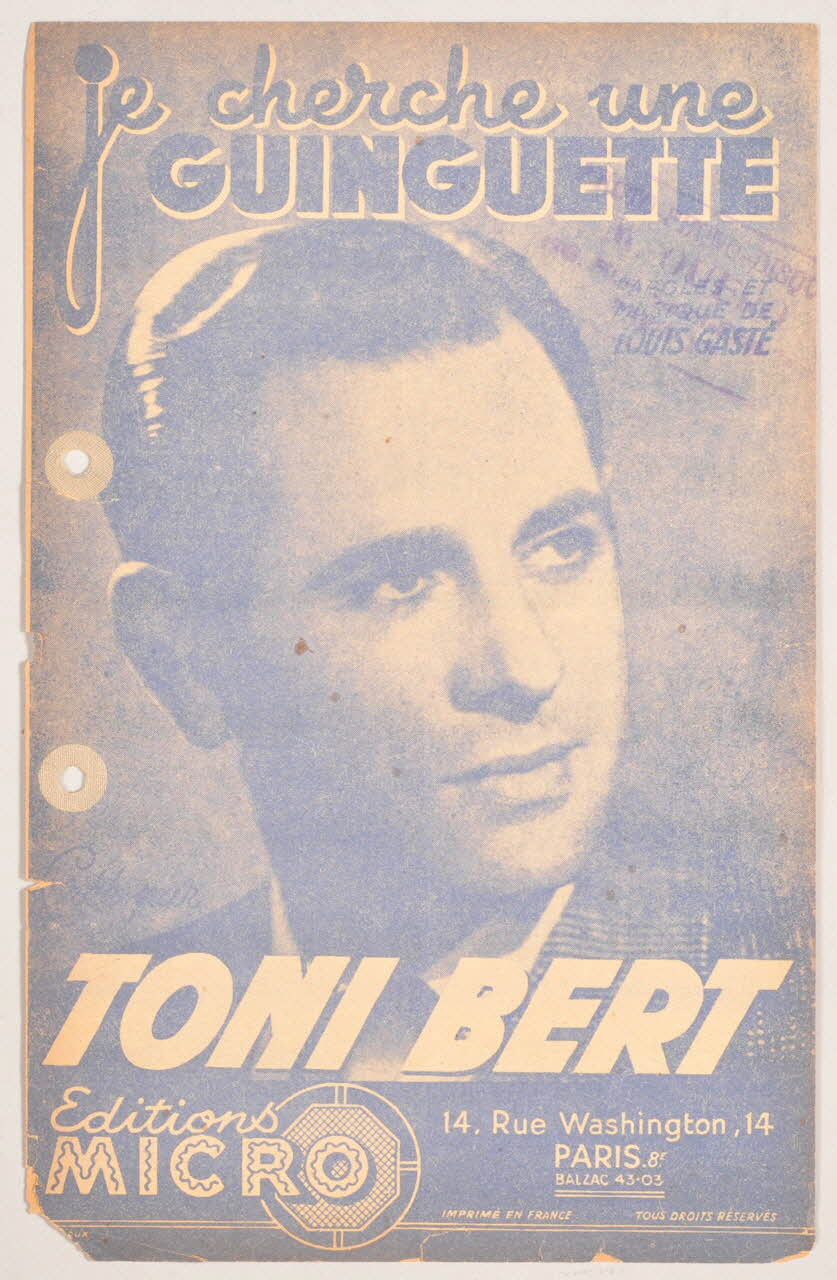 je cherche une
GUINGUETTE
PAROLES ET
MUSIQUE DE
LOUIS GASTÉ
TONI BERT
Editions
MICRO
14, Rue Washington, 14
PARIS.8E
BALZAC 43-03
IMPRIMÉ EN FRANCE
TOUS DROITS RÉSERVÉS